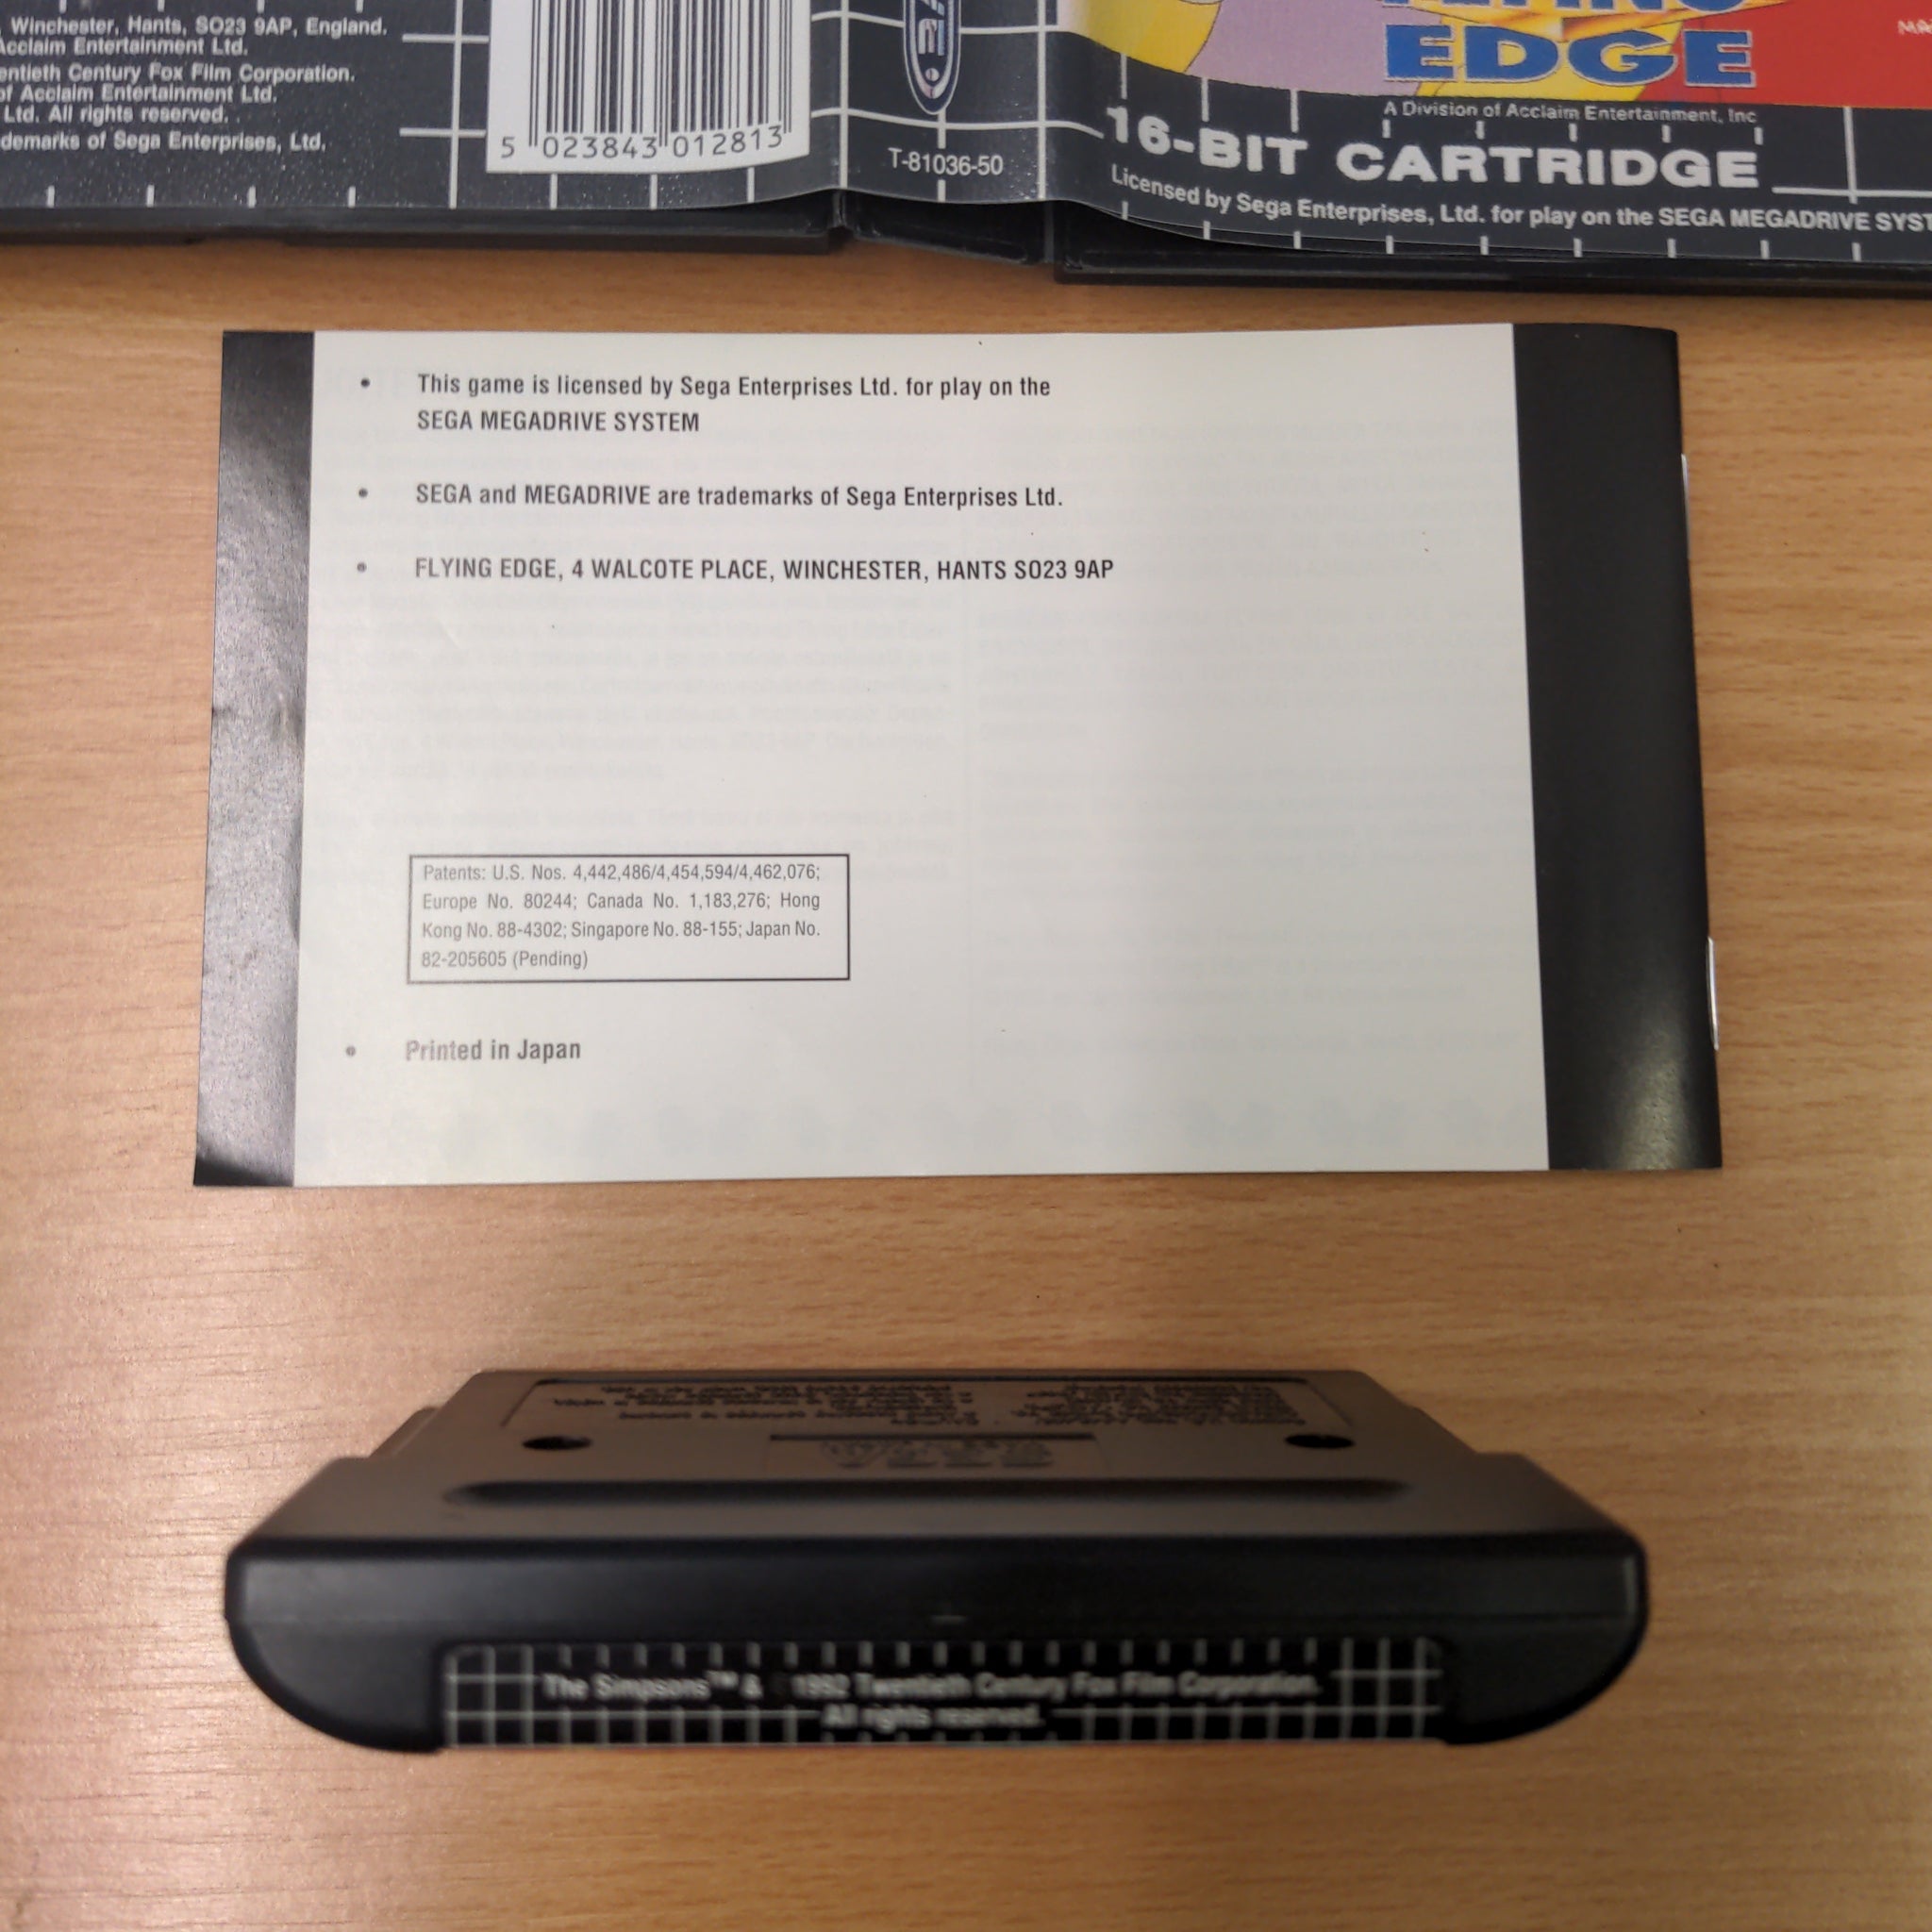 Winchester, Hants, SO23 9AP, England.
Acclaim Entertainment Ltd.
Century Fox Film Corporation.
of Acclaim Entertainment Ltd.
Ltd. All rights reserved.
of Sega Enterprises, Ltd.
5 023843 012813
T-81036-50
EDGE
A Division of Acclaim Entertainment, Inc
16-BIT CARTRIDGE
Licensed by Sega Enterprises, Ltd. for play on the SEGA MEGADRIVE SYST
• This game is licensed by Sega Enterprises Ltd. for play on the
SEGA MEGADRIVE SYSTEM
• SEGA and MEGADRIVE are trademarks of Sega Enterprises Ltd.
• FLYING EDGE, 4 WALCOTE PLACE, WINCHESTER, HANTS SO23 9AP
Patents: U.S. Nos. 4,442,486/4,454,594/4,462,076;
Europe No. 80244; Canada No. 1,183,276; Hong
Kong No. 88-4302; Singapore No. 88-155; Japan No.
82-205605 (Pending)
• Printed in Japan
SEGA
The Simpsons™ & 1992 Twentieth Century Fox Film Corporation.
All rights reserved.